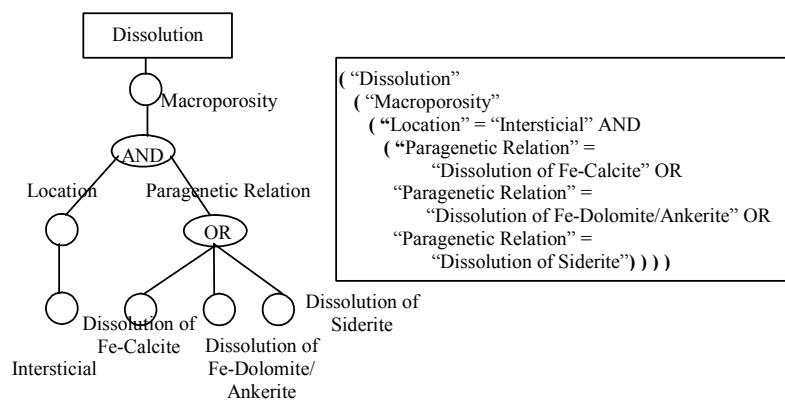 Dissolution
Macroporosity
AND
Location
Paragenetic Relation
OR
Intersticial
Dissolution of
Fe-Calcite
Dissolution of
Fe-Dolomite/
Ankerite
Dissolution of
Siderite
( “Dissolution”
( “Macroporosity”
( “Location” = “Intersticial” AND
( “Paragenetic Relation” =
“Dissolution of Fe-Calcite” OR
“Paragenetic Relation” =
“Dissolution of Fe-Dolomite/Ankerite” OR
“Paragenetic Relation” =
“Dissolution of Siderite”) ) ) )